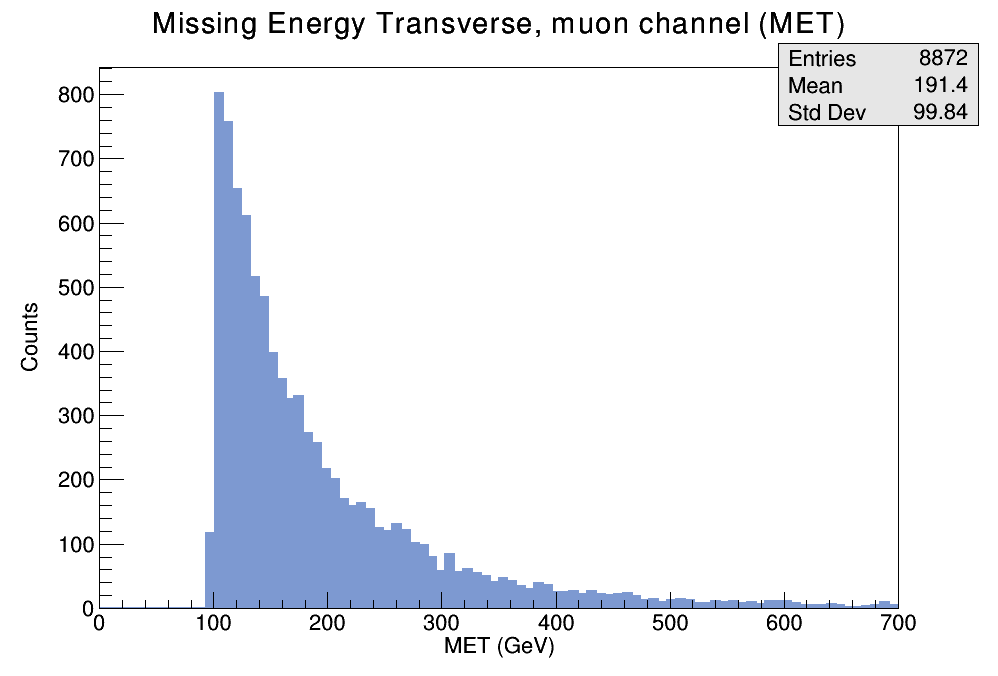 Missing Energy Transverse, muon channel (MET)
Entries 8872
Mean 191.4
Std Dev 99.84
800
700
600
500
400
300
200
100
0
Counts
0 100 200 300 400 500 600 700
MET (GeV)